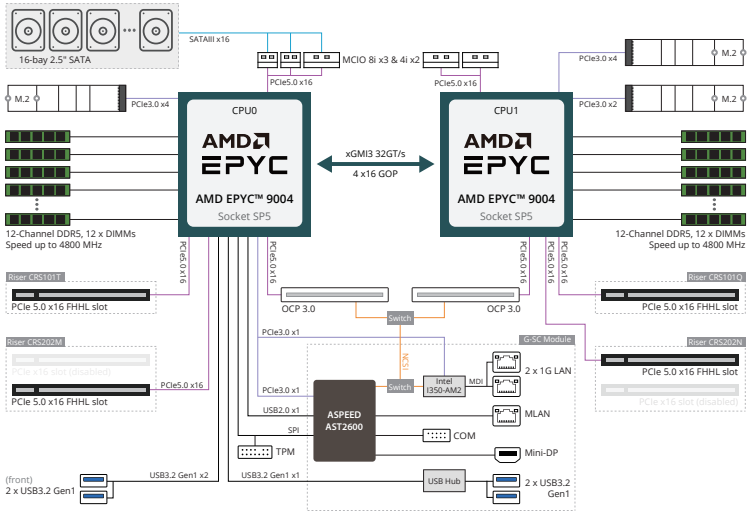 SATAIII x16
16-bay 2.5" SATA
MCIO 8i x3 & 4i x2
PCIe5.0 x16
PCIe5.0 x16
PCIe3.0 x4
M.2
M.2
PCIe3.0 x4
PCIe3.0 x2
M.2
CPU0
AMD
EPYC
AMD EPYC™ 9004
Socket SP5
xGMI3 32GT/s
4 x16 GOP
CPU1
AMD
EPYC
AMD EPYC™ 9004
Socket SP5
12-Channel DDR5, 12 x DIMMs
Speed up to 4800 MHz
12-Channel DDR5, 12 x DIMMs
Speed up to 4800 MHz
PCIe5.0 x16
PCIe5.0 x16
PCIe5.0 x16
PCIe5.0 x16
PCIe5.0 x16
Riser CRS101T
PCIe 5.0 x16 FHHL slot
OCP 3.0
OCP 3.0
Riser CRS101Q
PCIe 5.0 x16 FHHL slot
Switch
PCIe3.0 x1
G-SC Module
Riser CRS202M
PCIe x16 slot (disabled)
PCIe5.0 x16
PCIe 5.0 x16 FHHL slot
NCSI
Riser CRS202N
PCIe 5.0 x16 FHHL slot
PCIe x16 slot (disabled)
PCIe3.0 x1
Switch
Intel
I350-AM2
MDI
2 x 1G LAN
USB2.0 x1
ASPEED
AST2600
MLAN
SPI
COM
TPM
Mini-DP
(front)
2 x USB3.2 Gen1
USB3.2 Gen1 x2
USB3.2 Gen1 x1
USB Hub
2 x USB3.2
Gen1